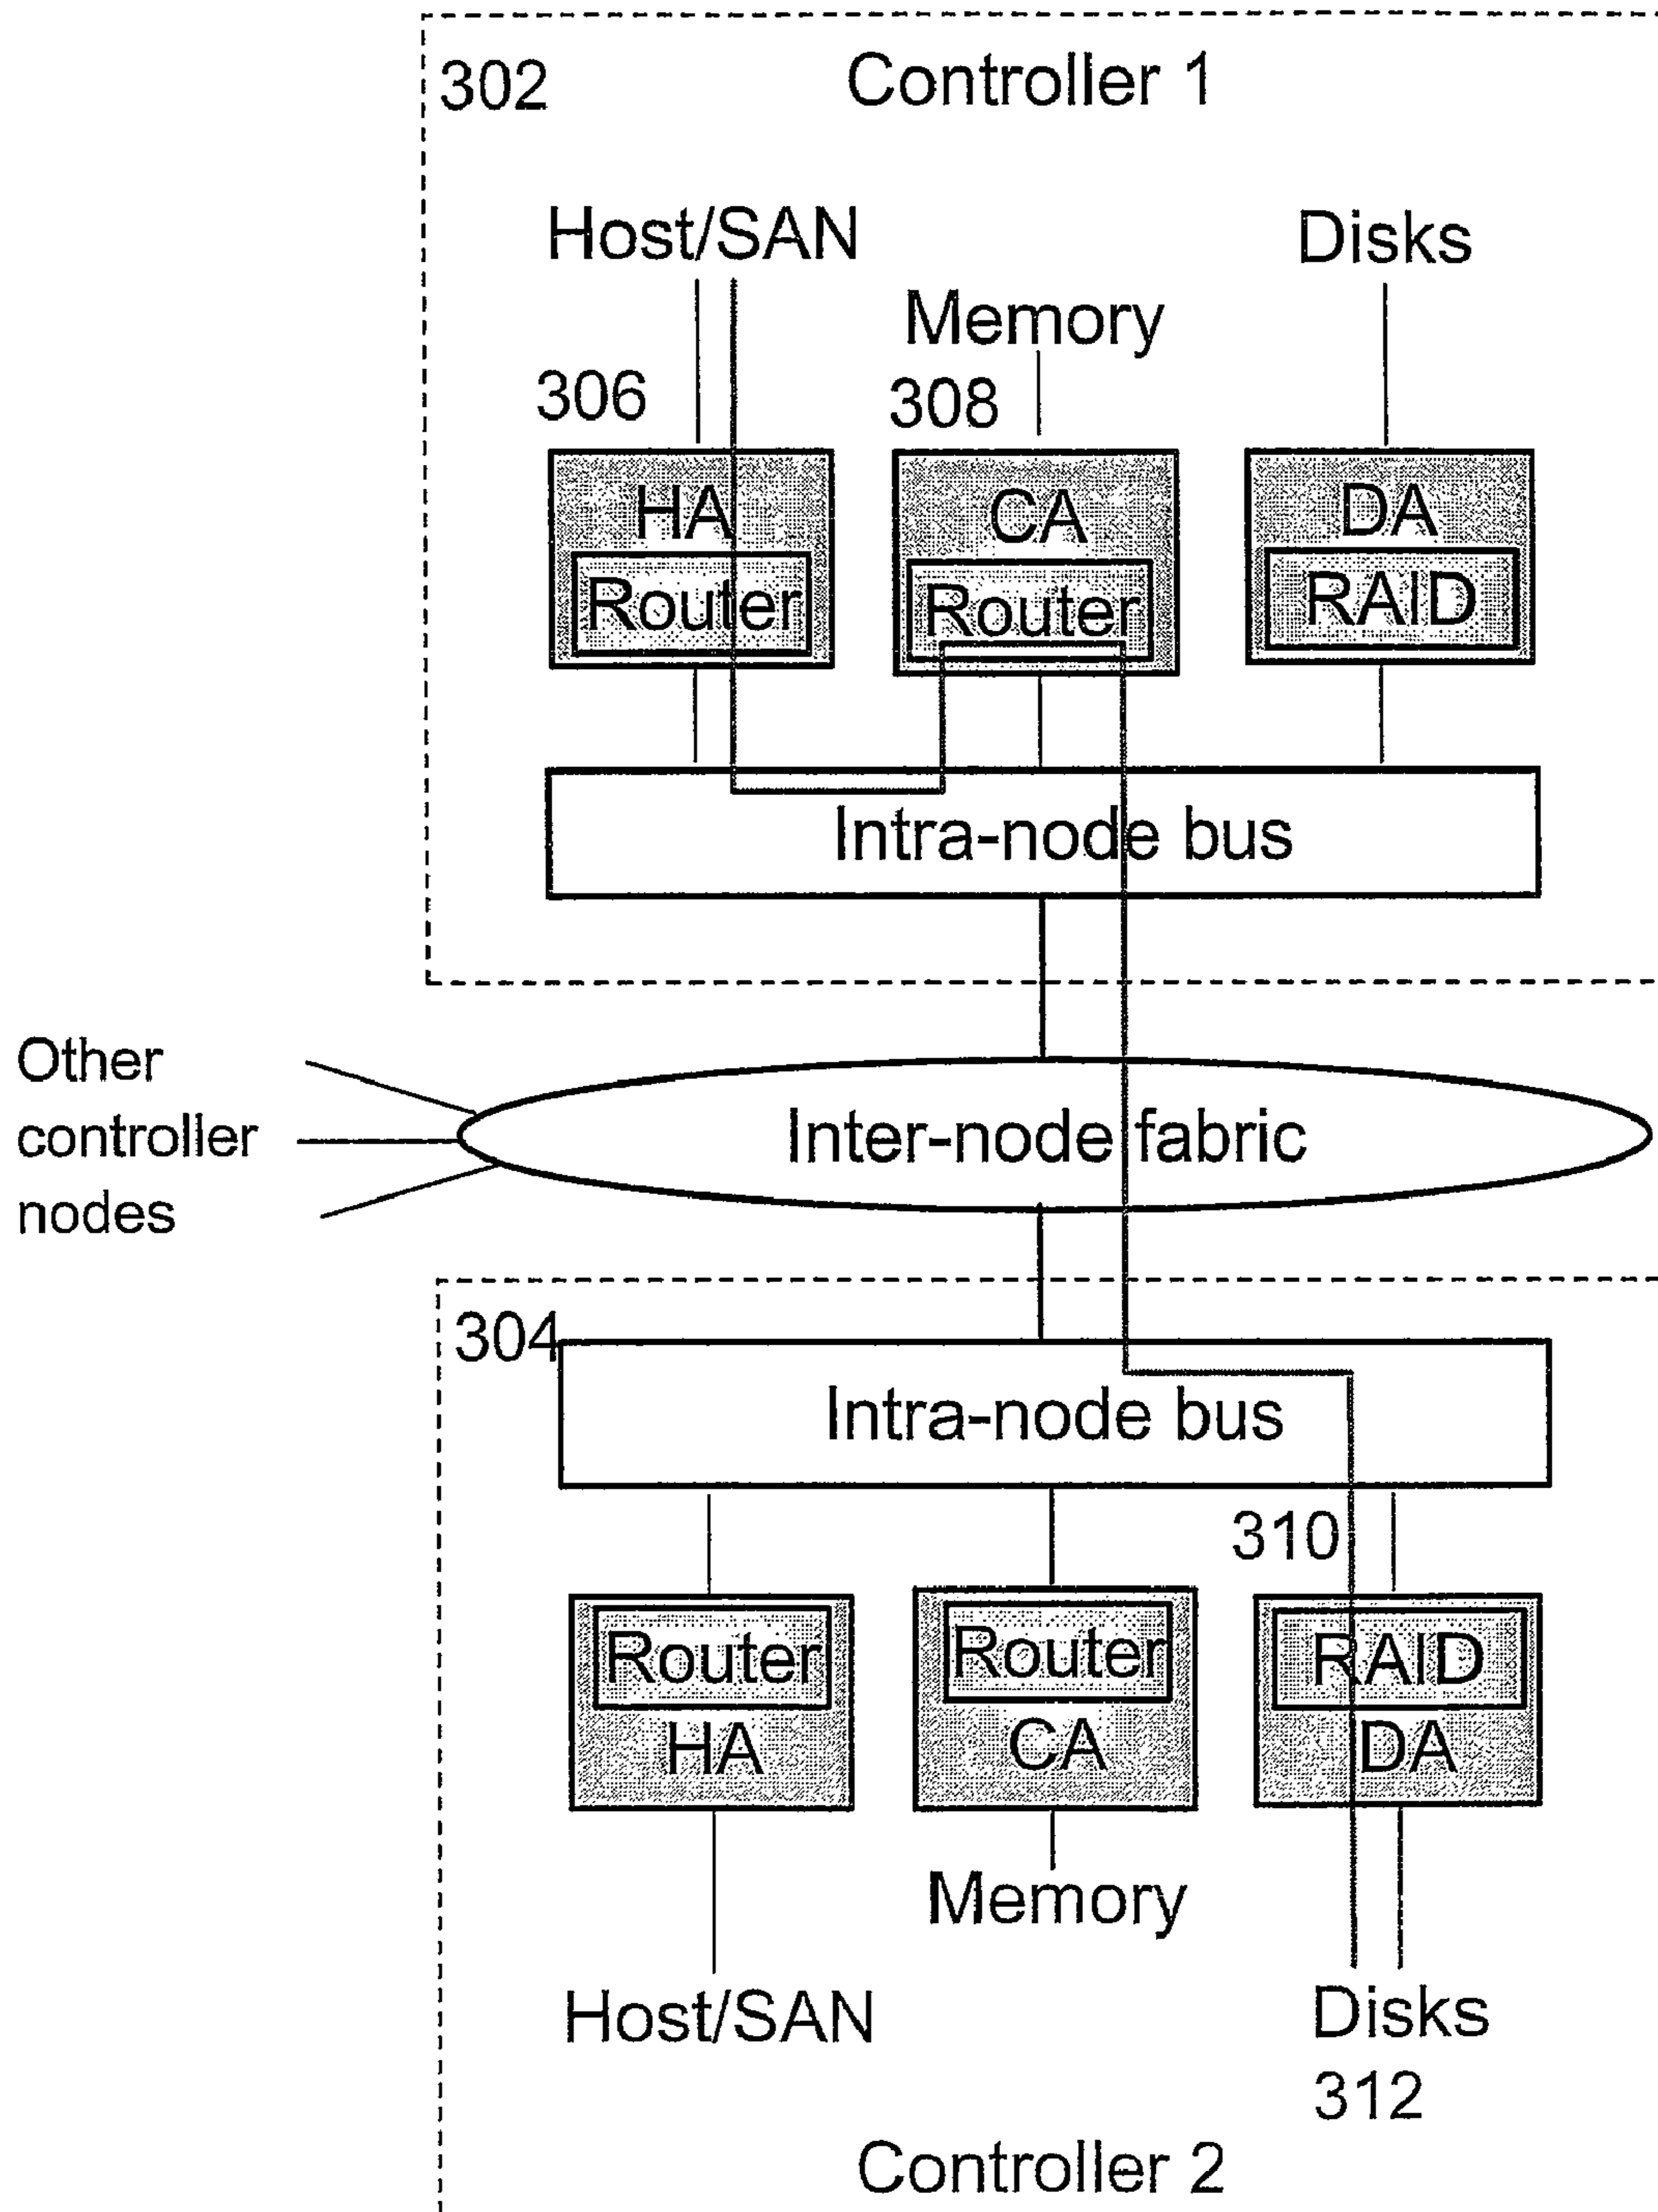 302
Controller 1
Host/SAN
Disks
Memory
306
308
HA
CA
DA
Router
Router
RAID
Intra-node bus
Other
controller
nodes
Inter-node fabric
304
Intra-node bus
310
Router
Router
RAID
HA
CA
DA
Memory
Host/SAN
Disks
312
Controller 2